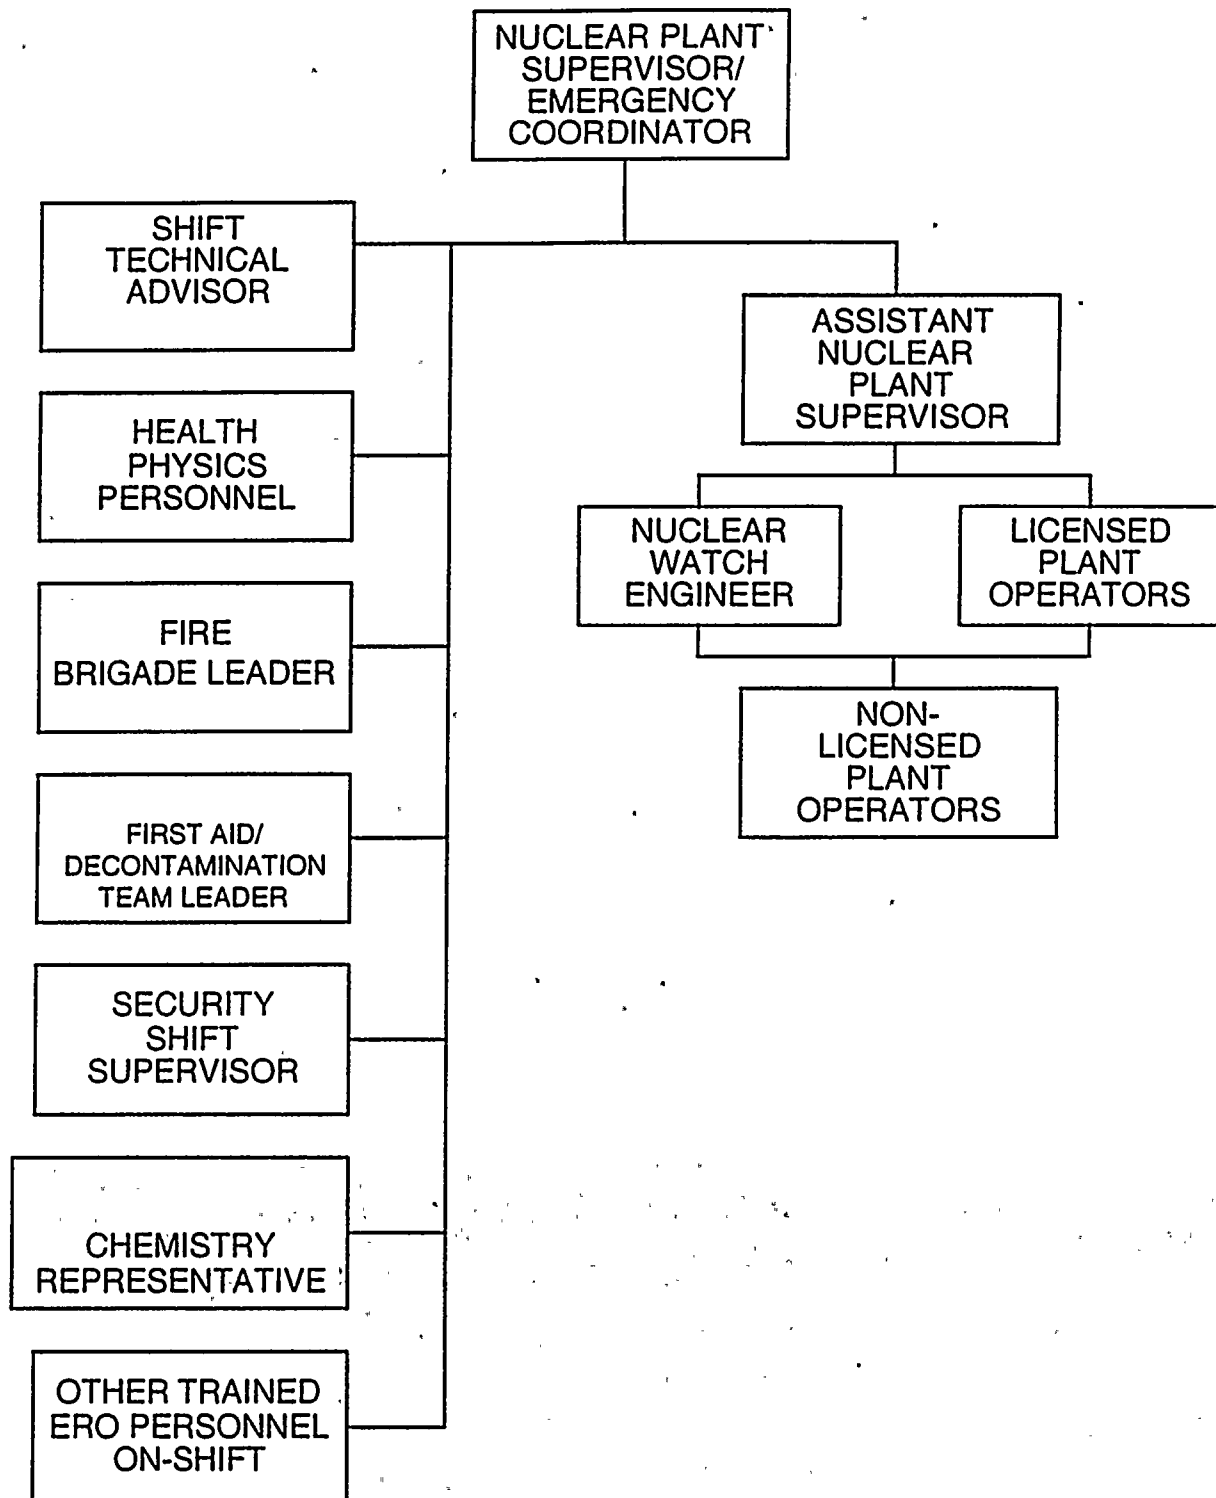 NUCLEAR PLANT
SUPERVISOR/
EMERGENCY
COORDINATOR
SHIFT
TECHNICAL
ADVISOR
ASSISTANT
NUCLEAR
PLANT
SUPERVISOR
HEALTH
PHYSICS
PERSONNEL
NUCLEAR
WATCH
ENGINEER
LICENSED
PLANT
OPERATORS
FIRE
BRIGADE LEADER
NON-
LICENSED
PLANT
OPERATORS
FIRST AID/
DECONTAMINATION
TEAM LEADER
SECURITY
SHIFT
SUPERVISOR
CHEMISTRY
REPRESENTATIVE
OTHER TRAINED
ERO PERSONNEL
ON-SHIFT